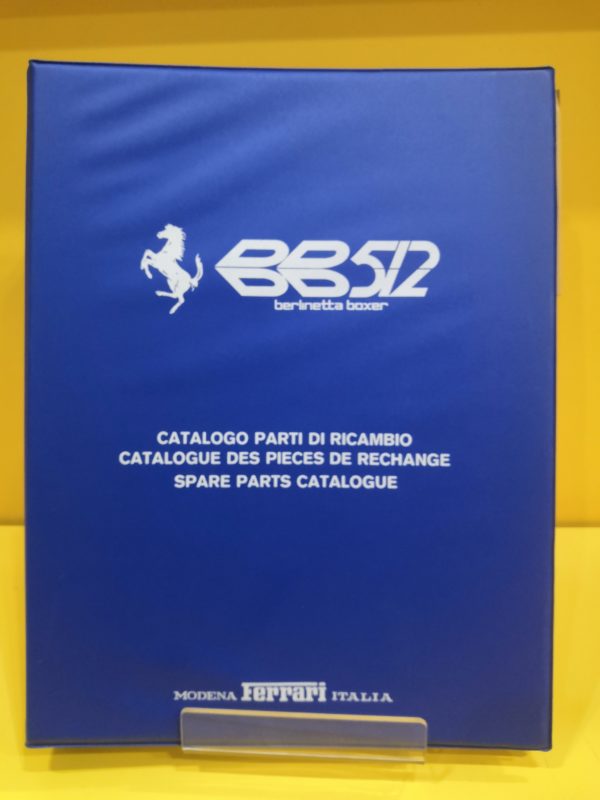 BB512
berlinetta boxer
CATALOGO PARTI DI RICAMBIO
CATALOGUE DES PIECES DE RECHANGE
SPARE PARTS CATALOGUE
MODENA Ferrari ITALIA